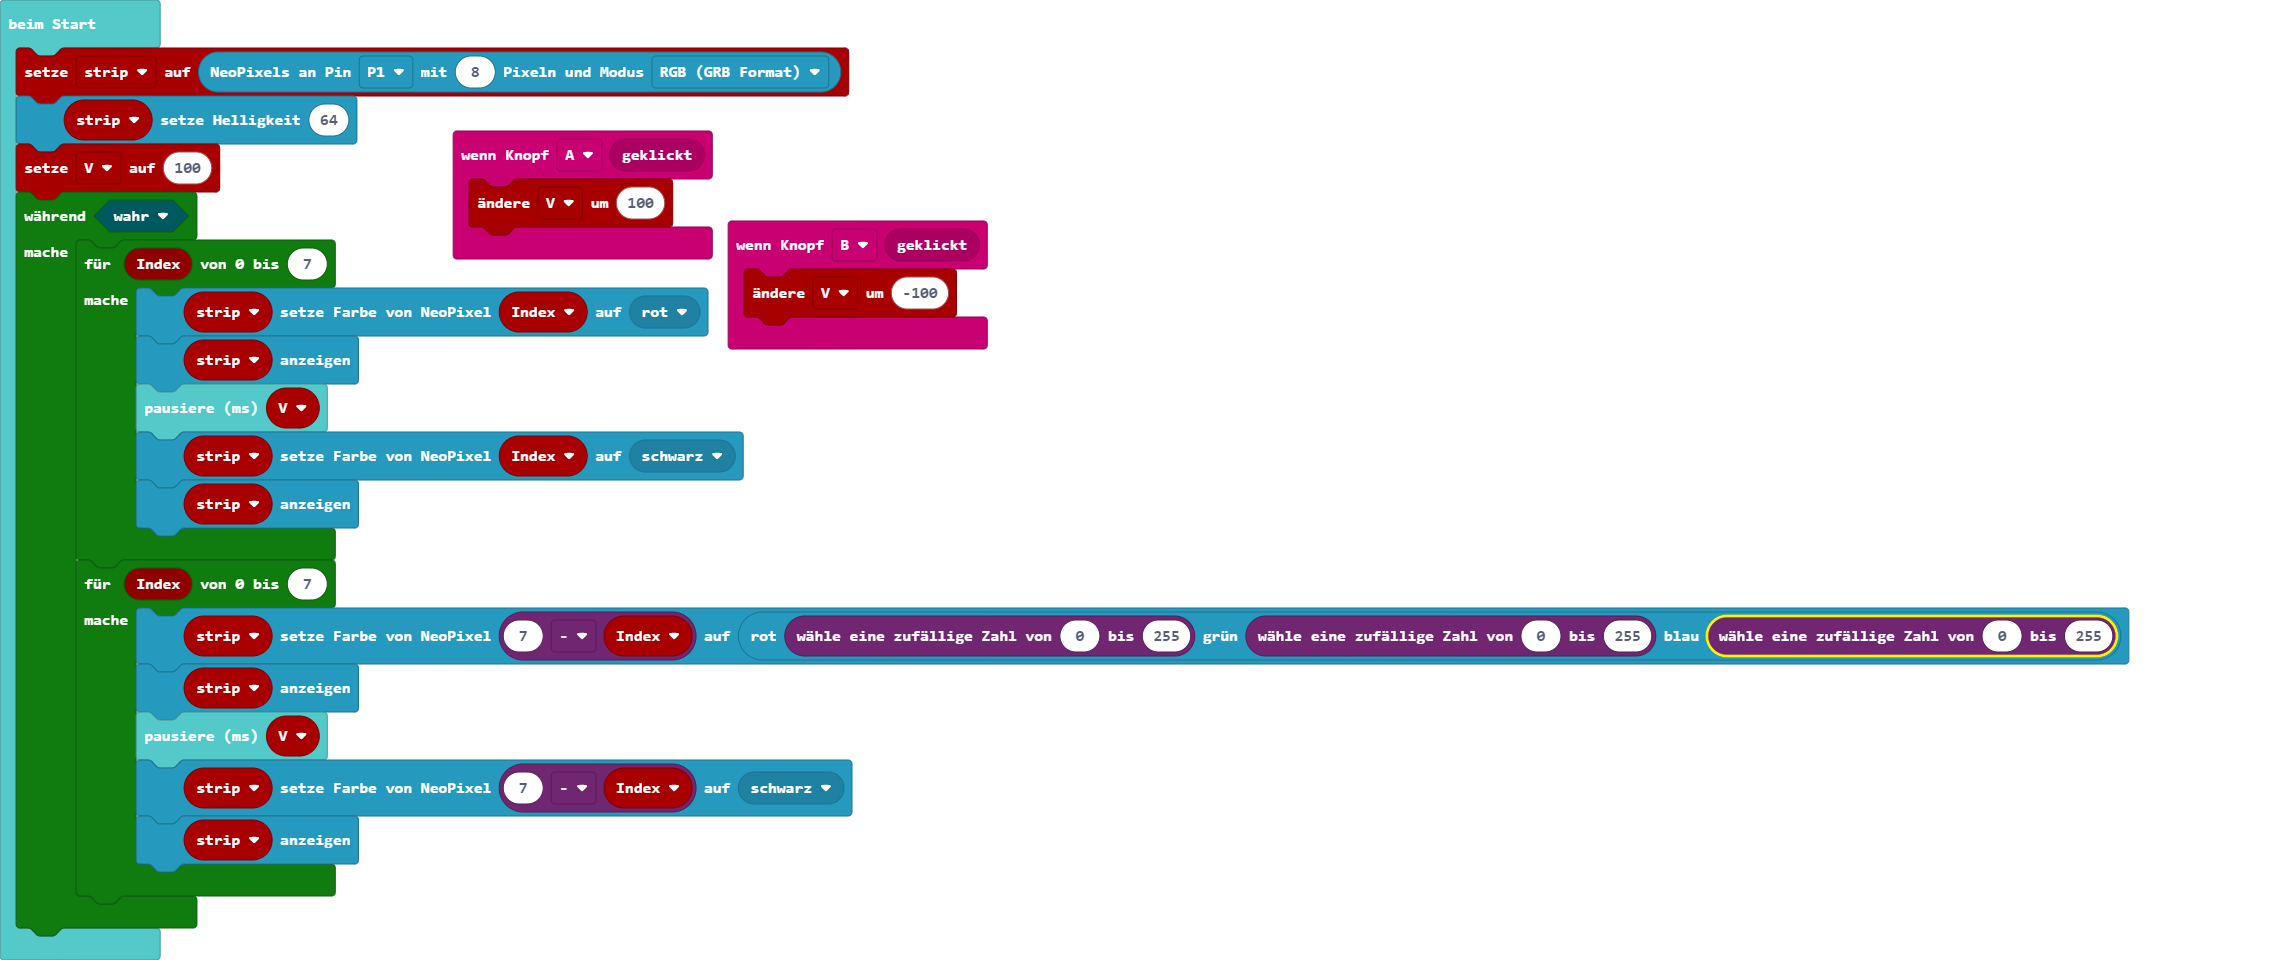 beim Start
setze strip auf NeoPixels an Pin P1 mit 8 Pixeln und Modus RGB (GRB Format)
strip setze Helligkeit 64
setze V auf 100
während wahr
mache
für Index von 0 bis 7
mache
strip setze Farbe von NeoPixel Index auf rot
strip anzeigen
pausiere (ms) V
strip setze Farbe von NeoPixel Index auf schwarz
strip anzeigen
für Index von 0 bis 7
mache
strip setze Farbe von NeoPixel 7 - Index auf rot wähle eine zufällige Zahl von 0 bis 255 grün wähle eine zufällige Zahl von 0 bis 255 blau wähle eine zufällige Zahl von 0 bis 255
strip anzeigen
pausiere (ms) V
strip setze Farbe von NeoPixel 7 - Index auf schwarz
strip anzeigen
wenn Knopf A geklickt
ändere V um 100
wenn Knopf B geklickt
ändere V um -100